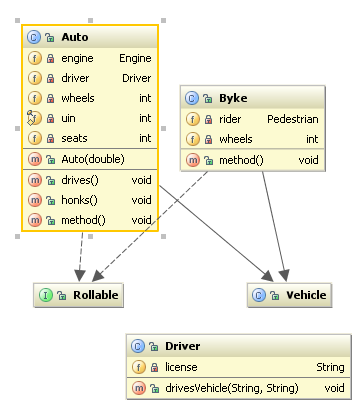 C Auto
f engine Engine
f driver Driver
f wheels int
f uin int
f seats int
m Auto(double)
m drives() void
m honks() void
m method() void
C Byke
f rider Pedestrian
f wheels int
m method() void
I Rollable
C Vehicle
C Driver
f license String
m drivesVehicle(String, String) void